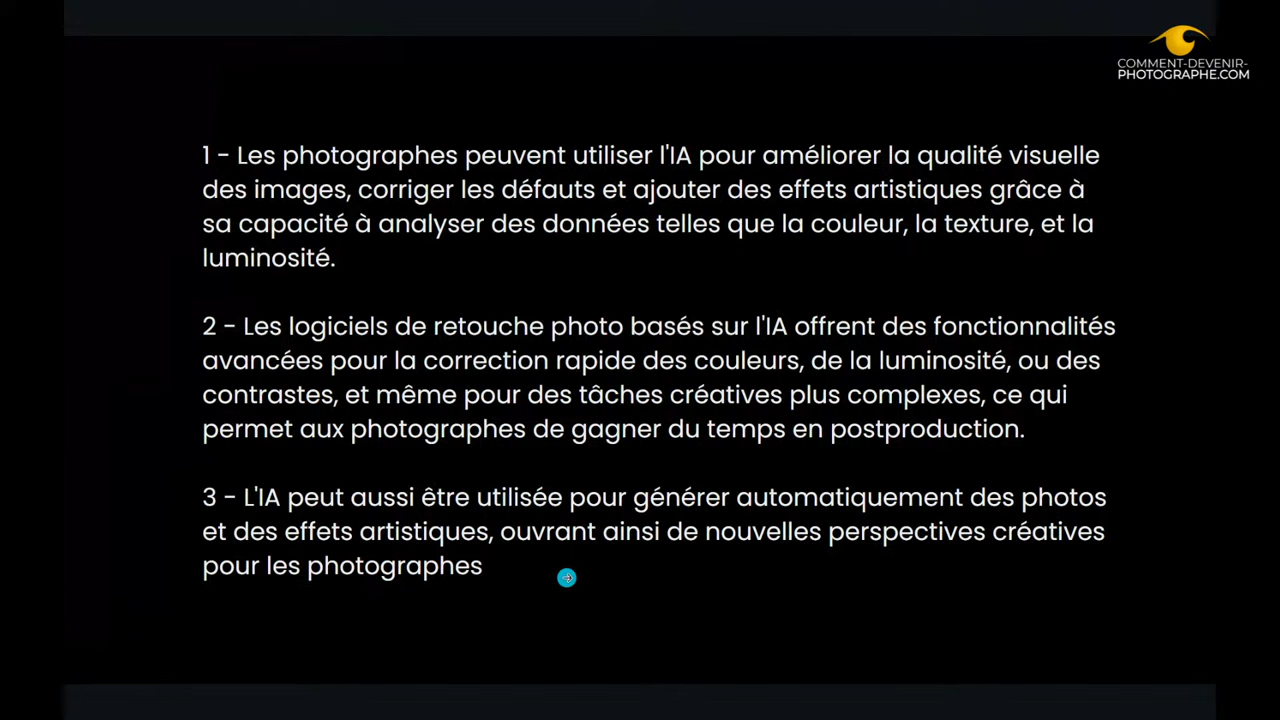 COMMENT-DEVENIR-
PHOTOGRAPHE.COM
1 - Les photographes peuvent utiliser l'IA pour améliorer la qualité visuelle
des images, corriger les défauts et ajouter des effets artistiques grâce à
sa capacité à analyser des données telles que la couleur, la texture, et la
luminosité.
2 - Les logiciels de retouche photo basés sur l'IA offrent des fonctionnalités
avancées pour la correction rapide des couleurs, de la luminosité, ou des
contrastes, et même pour des tâches créatives plus complexes, ce qui
permet aux photographes de gagner du temps en postproduction.
3 - L'IA peut aussi être utilisée pour générer automatiquement des photos
et des effets artistiques, ouvrant ainsi de nouvelles perspectives créatives
pour les photographes